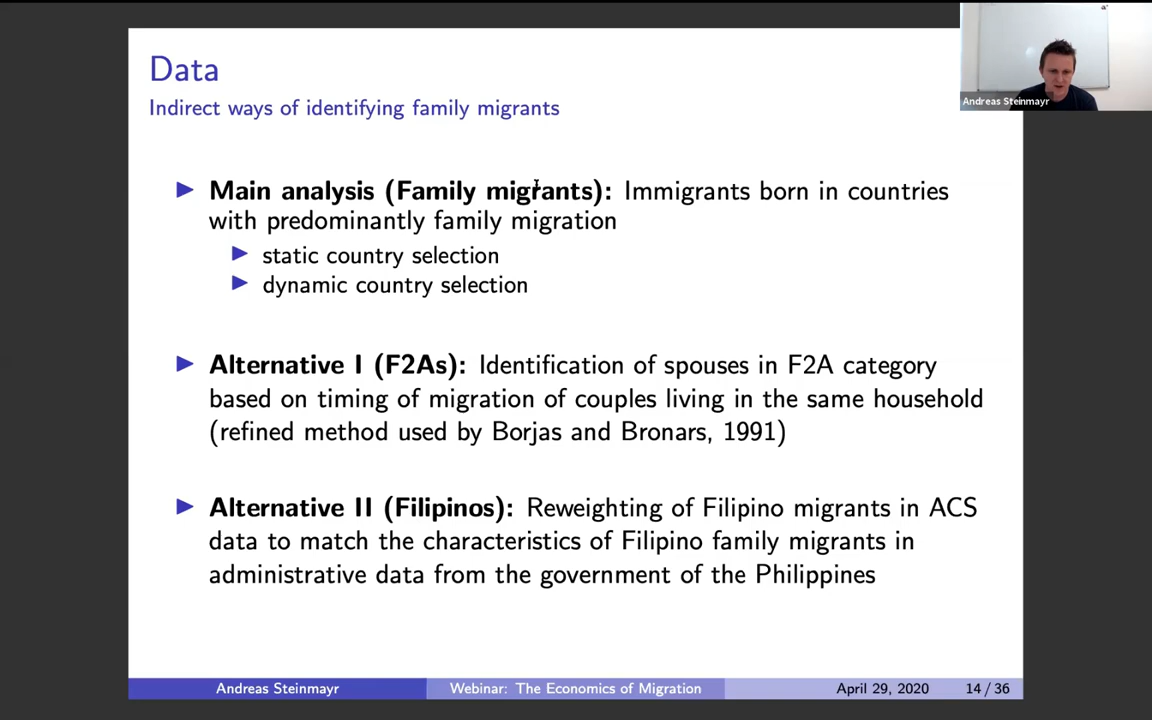 Data
Indirect ways of identifying family migrants
Andreas Steinmayr
Main analysis (Family migrants): Immigrants born in countries
with predominantly family migration
static country selection
dynamic country selection
Alternative I (F2As): Identification of spouses in F2A category
based on timing of migration of couples living in the same household
(refined method used by Borjas and Bronars, 1991)
Alternative II (Filipinos): Reweighting of Filipino migrants in ACS
data to match the characteristics of Filipino family migrants in
administrative data from the government of the Philippines
Andreas Steinmayr Webinar: The Economics of Migration April 29, 2020 14 / 36